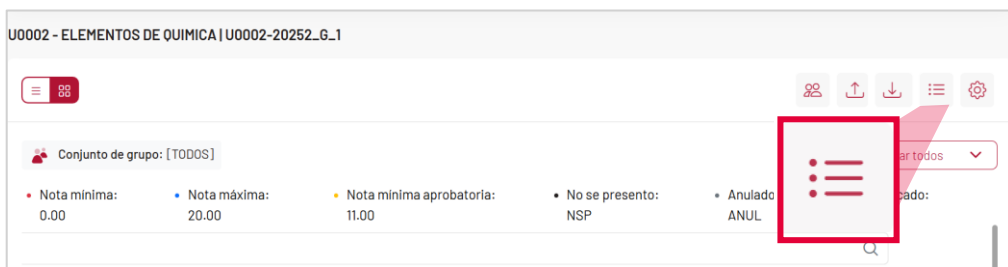 U0002 - ELEMENTOS DE QUIMICA | U0002-20252_G_1
Conjunto de grupo: [TODOS]
ar todos
Nota mínima: Nota máxima: Nota mínima aprobatoria: No se presento: Anulado cado:
0.00 20.00 11.00 NSP ANUL